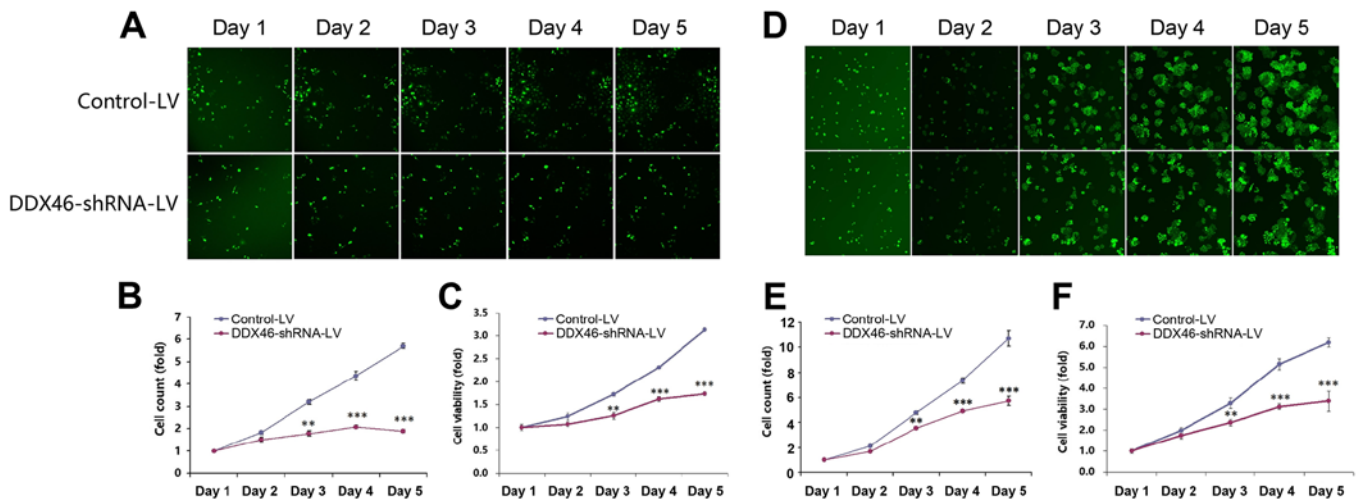 A Day 1 Day 2 Day 3 Day 4 Day 5
Control-LV
DDX46-shRNA-LV
D Day 1 Day 2 Day 3 Day 4 Day 5
B
Control-LV
DDX46-shRNA-LV
Cell count (fold)
7
6
5
4
3
2
1
0
** *** ***
Day 1 Day 2 Day 3 Day 4 Day 5
C
Control-LV
DDX46-shRNA-LV
Cell viability (fold)
3.5
3.0
2.5
2.0
1.5
1.0
0.5
0.0
** *** ***
Day 1 Day 2 Day 3 Day 4 Day 5
E
Control-LV
DDX46-shRNA-LV
Cell count (fold)
12
10
8
6
4
2
0
** *** ***
Day 1 Day 2 Day 3 Day 4 Day 5
F
Control-LV
DDX46-shRNA-LV
Cell viability (fold)
7.0
6.0
5.0
4.0
3.0
2.0
1.0
0.0
** *** ***
Day 1 Day 2 Day 3 Day 4 Day 5